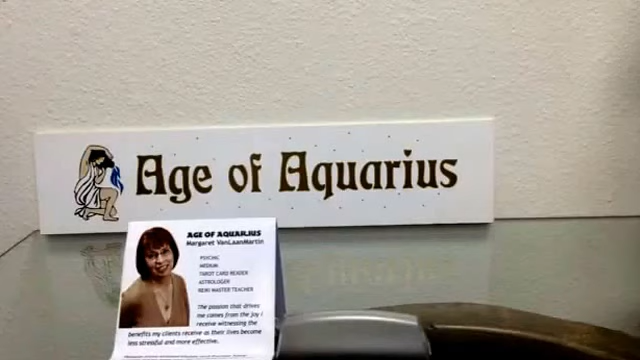 Age of Aquarius
AGE OF AQUARIUS
Margaret VanLaanMartin
PSYCHIC
MEDIUM
TAROT CARD READER
ASTROLOGER
REIKI MASTER TEACHER
The passion that drives
me comes from the joy I
receive witnessing the
benefits my clients receive as their lives become
less stressful and more effective.